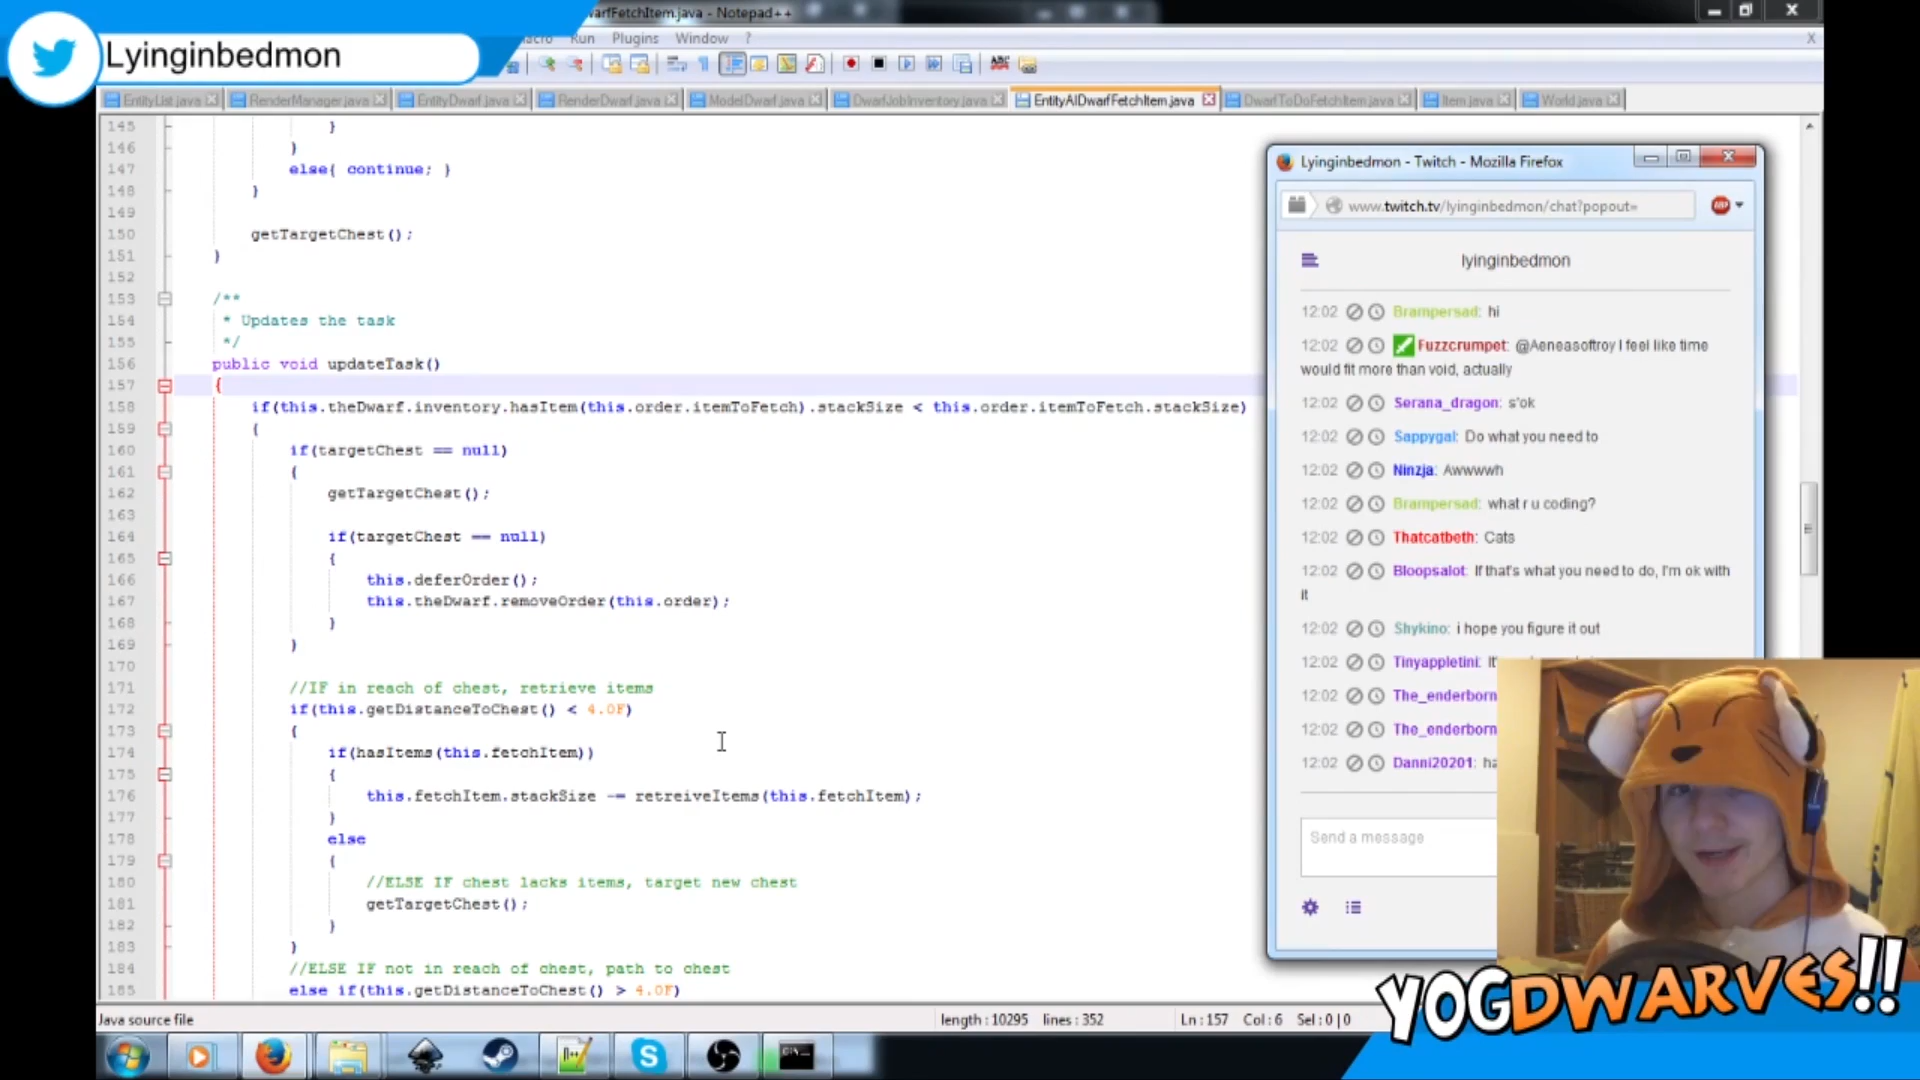 Lyinginbedmon
warfFetchItem.java - Notepad++
acro Run Plugins Window ?
EntityList.java RenderManager.java EntityDwarf.java RenderDwarf.java ModelDwarf.java DwarfJobInventory.java EntityAIDwarfFetchItem.java DwarfToDoFetchItem.java Item.java World.java
145 }
146 }
147 else{ continue; }
148 }
149
150 getTargetChest();
151 }
152
153 /**
154 * Updates the task
155 */
156 public void updateTask()
157 {
158 if(this.theDwarf.inventory.hasItem(this.order.itemToFetch).stackSize < this.order.itemToFetch.stackSize)
159 {
160 if(targetChest == null)
161 {
162 getTargetChest();
163
164 if(targetChest == null)
165 {
166 this.deferOrder();
167 this.theDwarf.removeOrder(this.order);
168 }
169 }
170
171 //IF in reach of chest, retrieve items
172 if(this.getDistanceToChest() < 4.0F)
173 {
174 if(hasItems(this.fetchItem))
175 {
176 this.fetchItem.stackSize -= retreiveItems(this.fetchItem);
177 }
178 else
179 {
180 //ELSE IF chest lacks items, target new chest
181 getTargetChest();
182 }
183 }
184 //ELSE IF not in reach of chest, path to chest
185 else if(this.getDistanceToChest() > 4.0F)
Java source file length : 10295 lines : 352 Ln : 157 Col : 6 Sel : 0 | 0
Lyinginbedmon - Twitch - Mozilla Firefox
www.twitch.tv/lyinginbedmon/chat?popout=
lyinginbedmon
12:02 Brampersad: hi
12:02 Fuzzcrumpet: @Aeneasoftroy I feel like time
would fit more than void, actually
12:02 Serana_dragon: s'ok
12:02 Sappygal: Do what you need to
12:02 Ninzja: Awwwwh
12:02 Brampersad: what r u coding?
12:02 Thatcatbeth: Cats
12:02 Bloopsalot: If that's what you need to do, I'm ok with
it
12:02 Shykino: i hope you figure it out
12:02 Tinyappletini:
12:02 The_enderborn
12:02 The_enderborn
12:02 Danni20201: ha
Send a message
YOGDWARVES!!